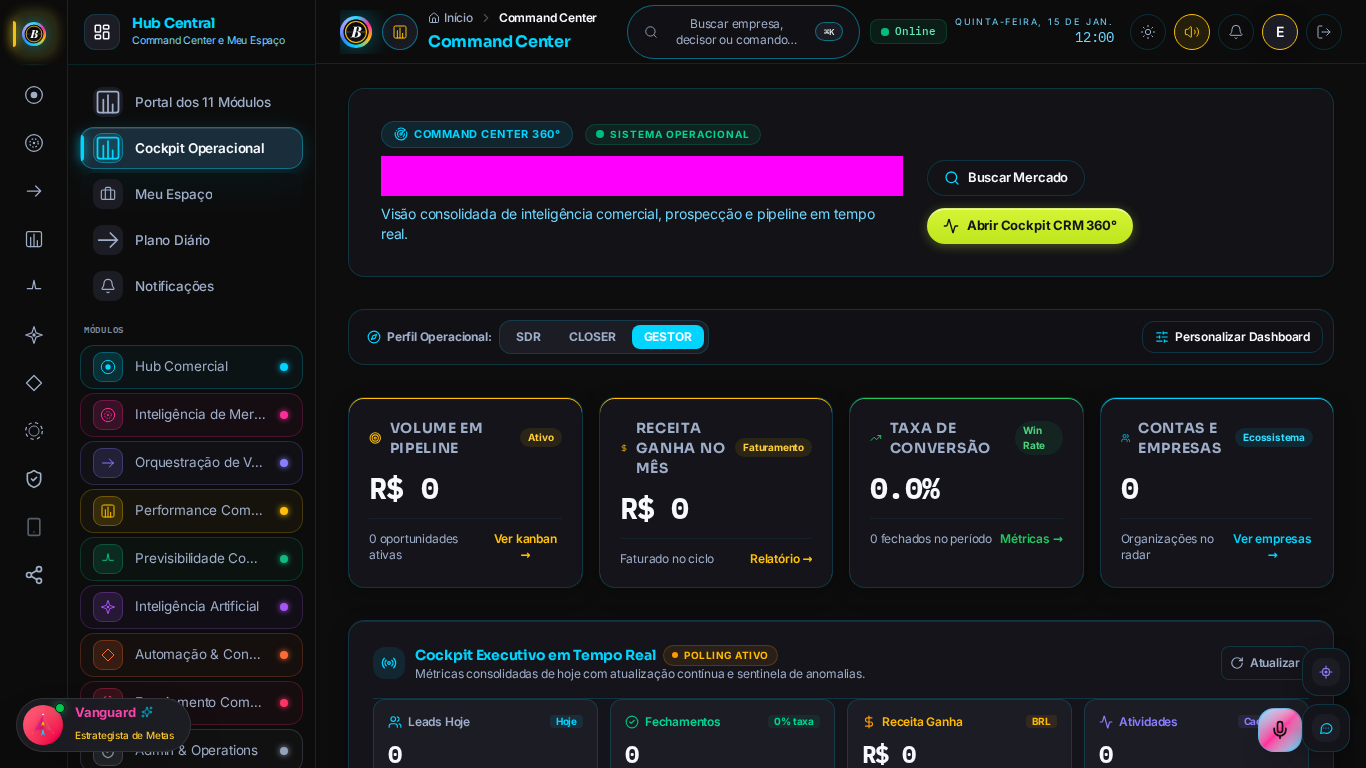 Hub Central
Command Center e Meu Espaço
Início
Command Center
Command Center
Buscar empresa,
decisor ou comando...
⌘K
Online
QUINTA-FEIRA, 15 DE JAN.
12:00
E
Portal dos 11 Módulos
Cockpit Operacional
Meu Espaço
Plano Diário
Notificações
MÓDULOS
Hub Comercial
Inteligência de Mer...
Orquestração de V...
Performance Com...
Previsibilidade Co...
Inteligência Artificial
Automação & Con...
Vanguard
Estrategista de Metas
& Operations
COMMAND CENTER 360°
SISTEMA OPERACIONAL
Visão consolidada de inteligência comercial, prospecção e pipeline em tempo
real.
Buscar Mercado
Abrir Cockpit CRM 360°
Perfil Operacional:
SDR
CLOSER
GESTOR
Personalizar Dashboard
VOLUME EM
PIPELINE
Ativo
R$ 0
0 oportunidades
ativas
Ver kanban
→
RECEITA
GANHA NO
MÊS
Faturamento
R$ 0
Faturado no ciclo
Relatório →
TAXA DE
CONVERSÃO
Win
Rate
0.0%
0 fechados no período
Métricas →
CONTAS E
EMPRESAS
Ecossistema
0
Organizações no
radar
Ver empresas
→
Cockpit Executivo em Tempo Real
POLLING ATIVO
Métricas consolidadas de hoje com atualização contínua e sentinela de anomalias.
Atualizar
Leads Hoje
Hoje
0
Fechamentos
0% taxa
0
Receita Ganha
BRL
R$ 0
Atividades
0